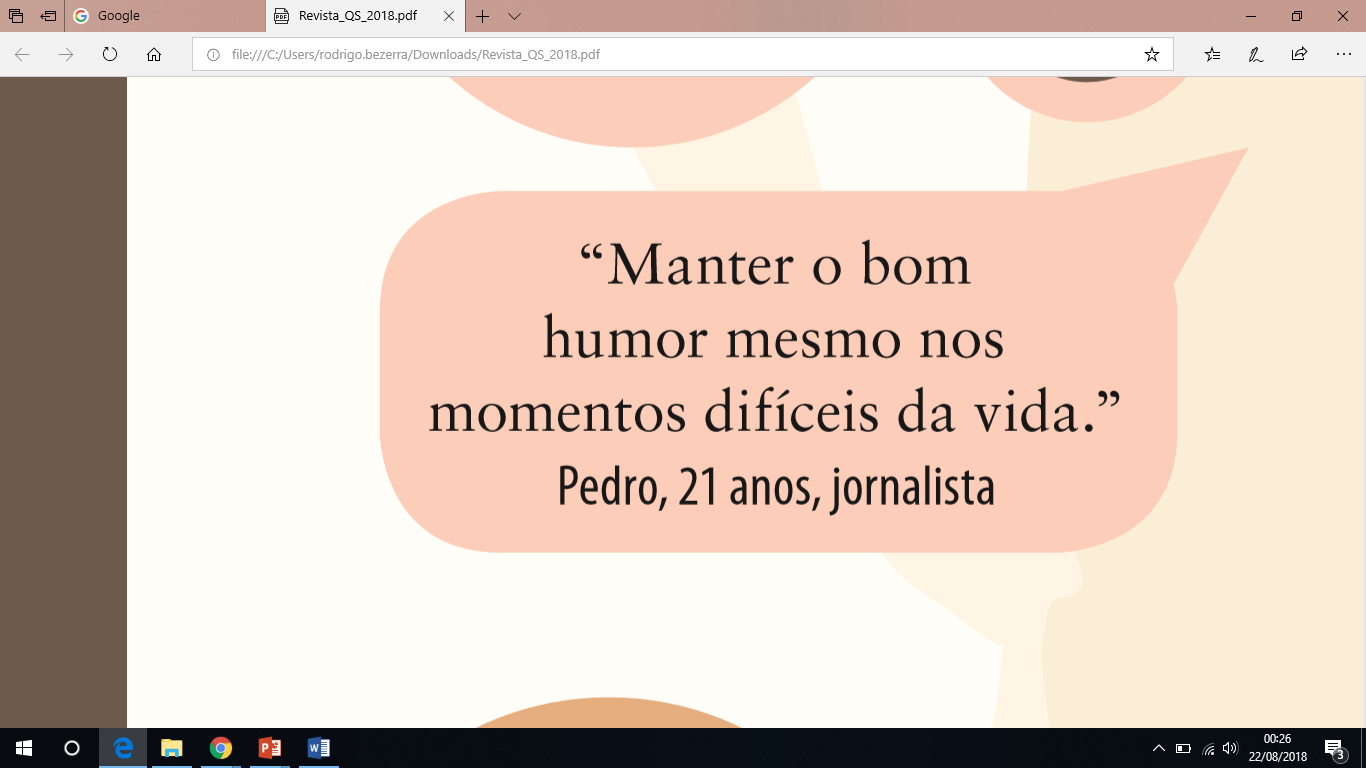 Google
Revista_QS_2018.pdf
file:///C:/Users/rodrigo.bezerra/Downloads/Revista_QS_2018.pdf
“Manter o bom
humor mesmo nos
momentos difíceis da vida.”
Pedro, 21 anos, jornalista
00:26
22/08/2018
3